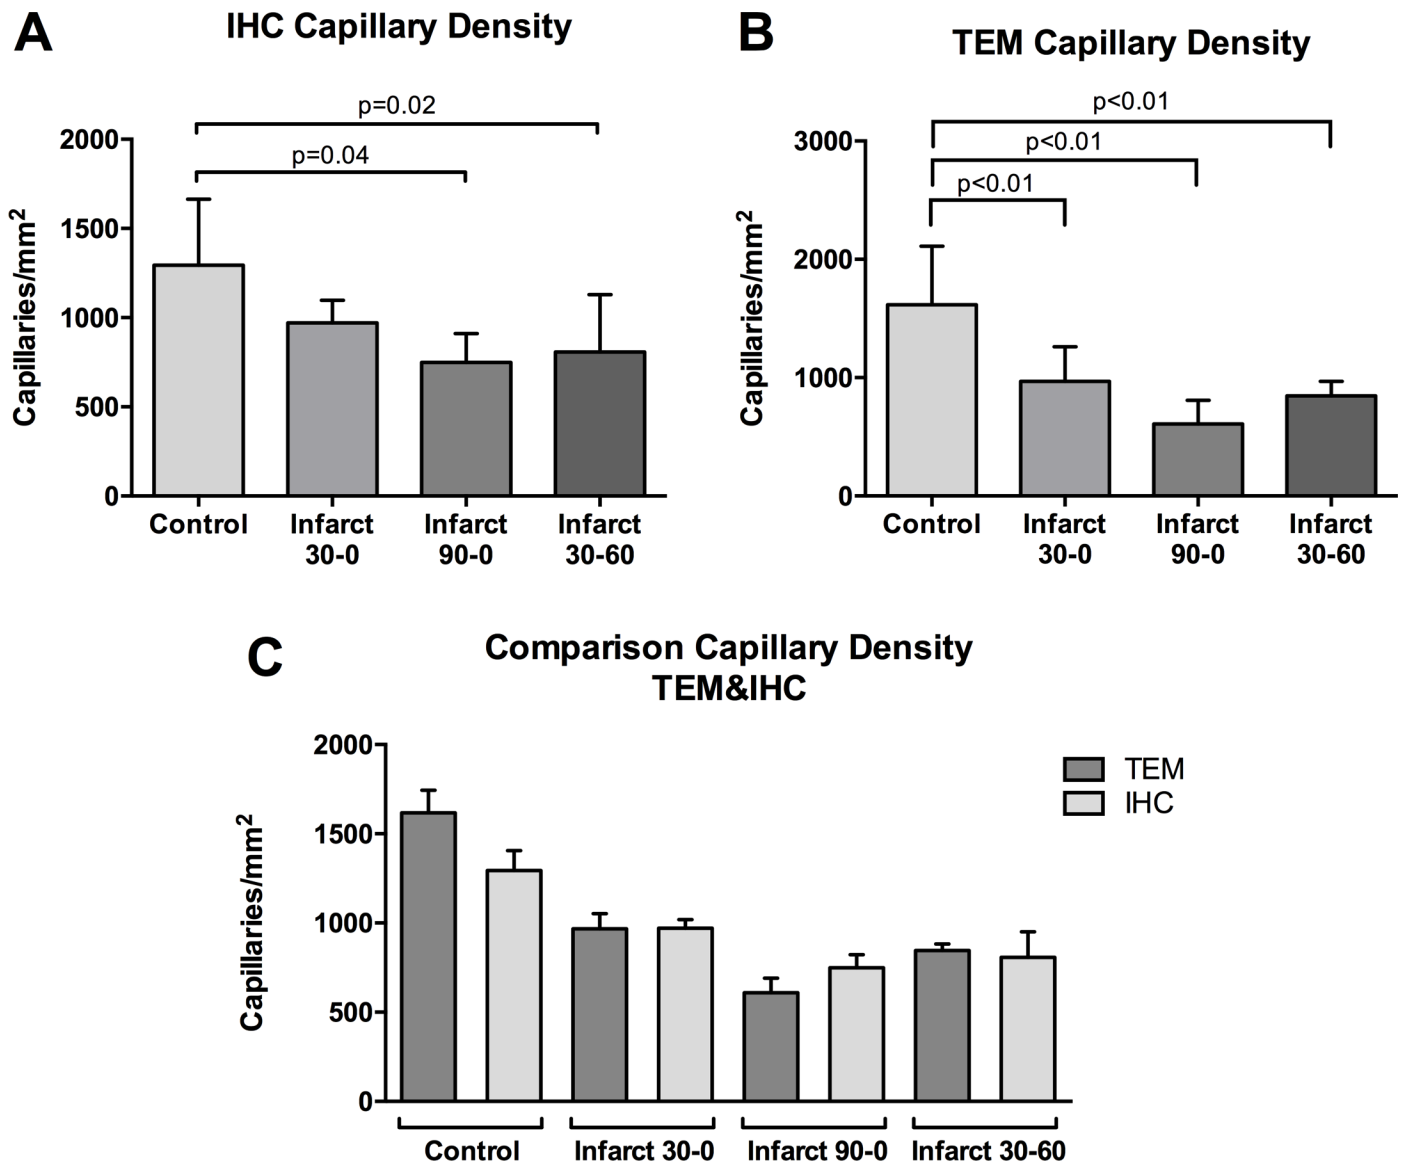 A
IHC Capillary Density
p=0.02
p=0.04
2000
1500
1000
500
0
Capillaries/mm²
Control
Infarct 30-0
Infarct 90-0
Infarct 30-60
B
TEM Capillary Density
p<0.01
p<0.01
p<0.01
3000
2000
1000
0
Capillaries/mm²
Control
Infarct 30-0
Infarct 90-0
Infarct 30-60
C
Comparison Capillary Density
TEM&IHC
2000
1500
1000
500
0
Capillaries/mm²
TEM
IHC
Control
Infarct 30-0
Infarct 90-0
Infarct 30-60